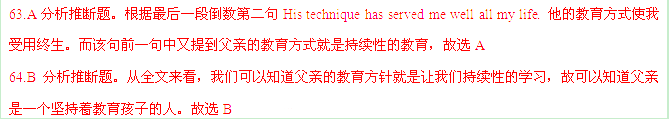 63.A 分析推断题。根据最后一段倒数第二句 His technique has served me well all my life. 他的教育方式使我
受用终生。而该句前一句中又提到父亲的教育方式就是持续性的教育，故选 A
64.B 分析推断题。从全文来看，我们可以知道父亲的教育方针就是让我们持续性的学习，故可以知道父亲
是一个坚持着教育孩子的人。故选 B